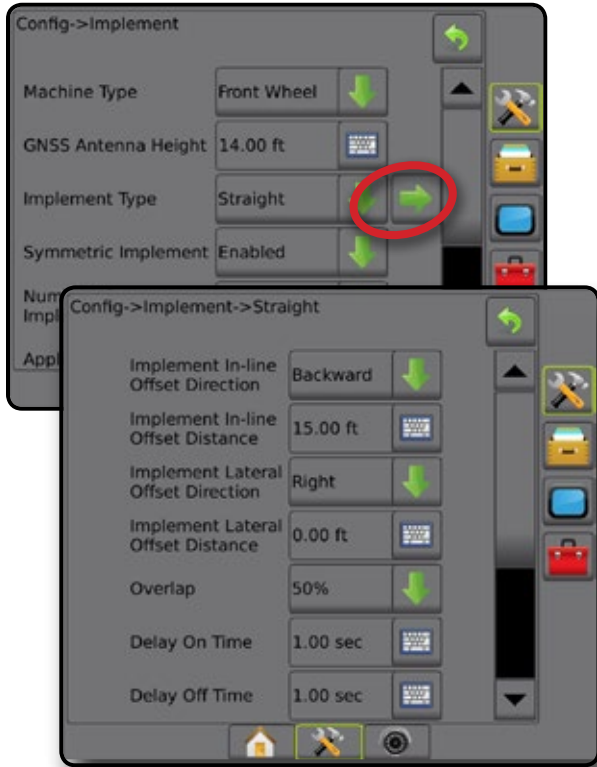 Config->Implement
Machine Type Front Wheel
GNSS Antenna Height 14.00 ft
Implement Type Straight
Symmetric Implement Enabled
Num
Impl
Appl
Config->Implement->Straight
Implement In-line
Offset Direction Backward
Implement In-line
Offset Distance 15.00 ft
Implement Lateral
Offset Direction Right
Implement Lateral
Offset Distance 0.00 ft
Overlap 50%
Delay On Time 1.00 sec
Delay Off Time 1.00 sec